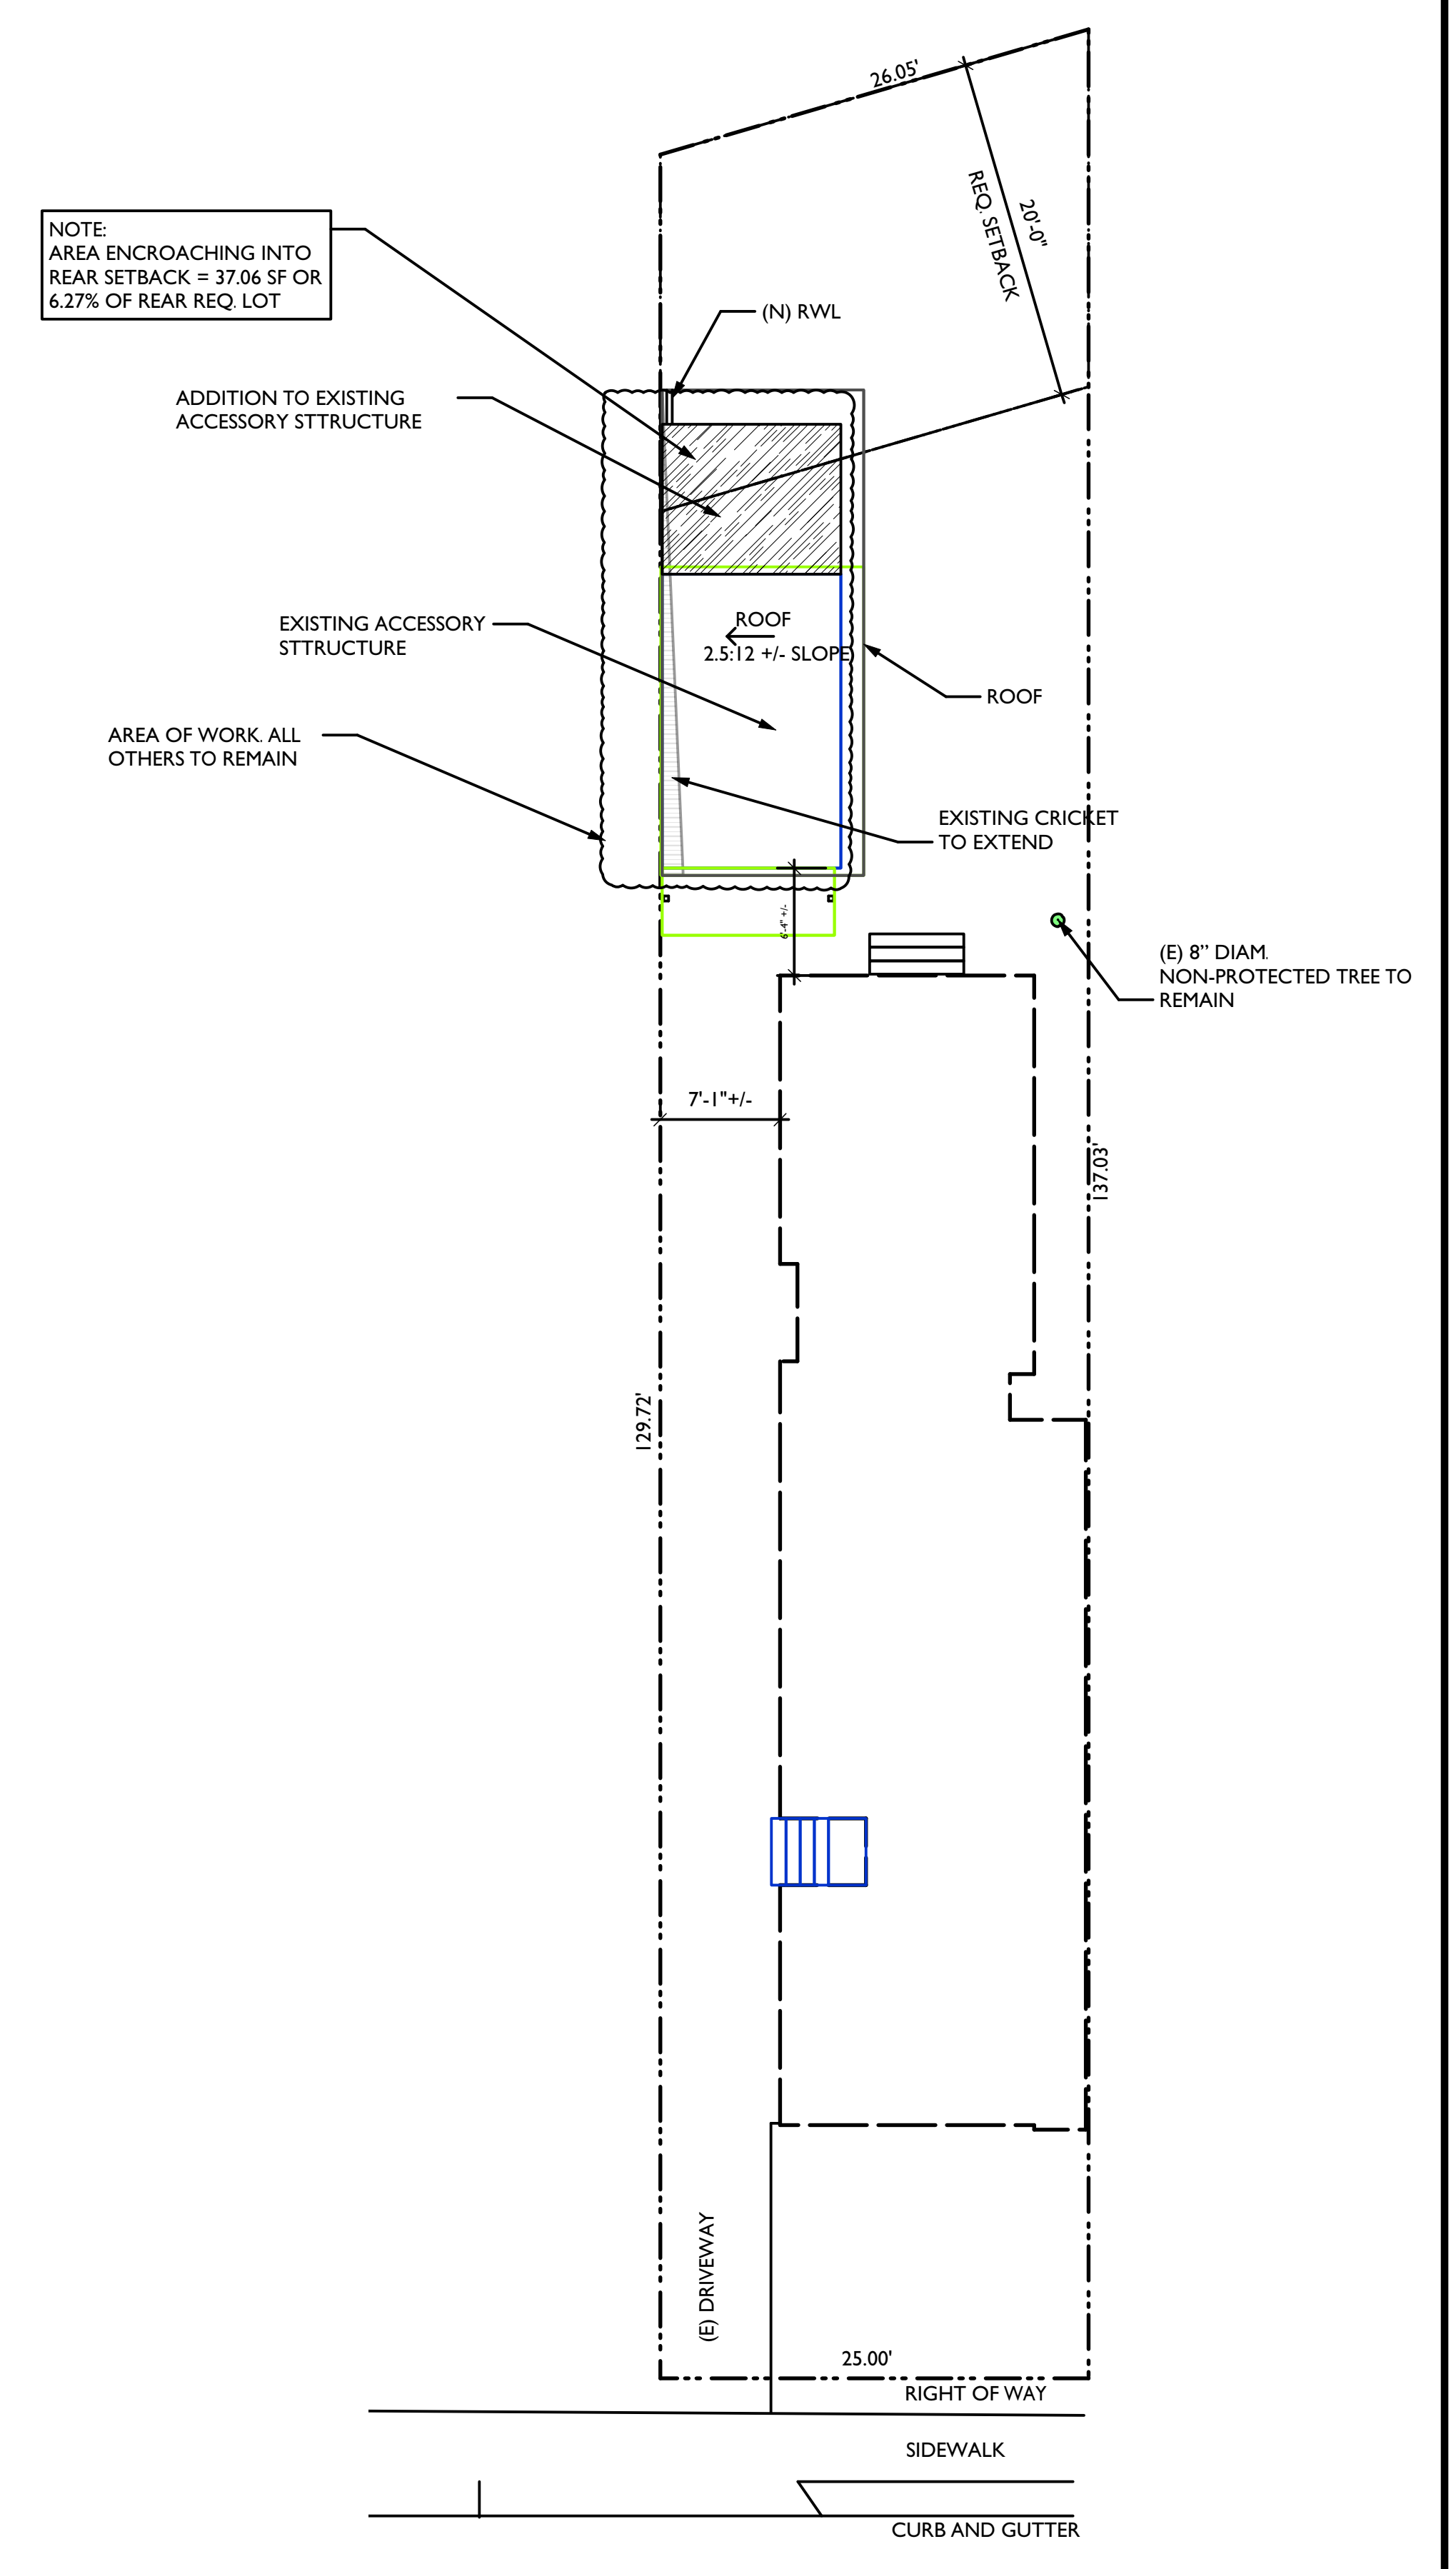 26.05'
20'-0"
REQ. SETBACK
NOTE:
AREA ENCROACHING INTO
REAR SETBACK = 37.06 SF OR
6.27% OF REAR REQ. LOT
(N) RWL
ADDITION TO EXISTING
ACCESSORY STTRUCTURE
EXISTING ACCESSORY
STTRUCTURE
ROOF
2.5:12 +/- SLOPE
ROOF
AREA OF WORK. ALL
OTHERS TO REMAIN
EXISTING CRICKET
TO EXTEND
6'-4" +/-
(E) 8” DIAM.
NON-PROTECTED TREE TO
REMAIN
7'-1"+/-
137.03'
129.72'
(E) DRIVEWAY
25.00'
RIGHT OF WAY
SIDEWALK
CURB AND GUTTER